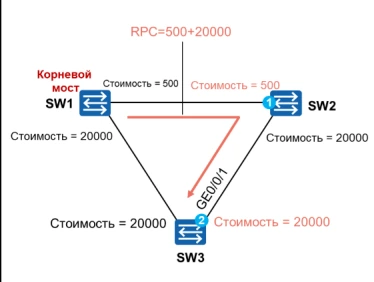 RPC=500+20000
Корневой
мост
SW1
Стоимость = 500
Стоимость = 500
1
SW2
Стоимость = 20000
Стоимость = 20000
GE0/0/1
Стоимость = 20000
2
Стоимость = 20000
SW3